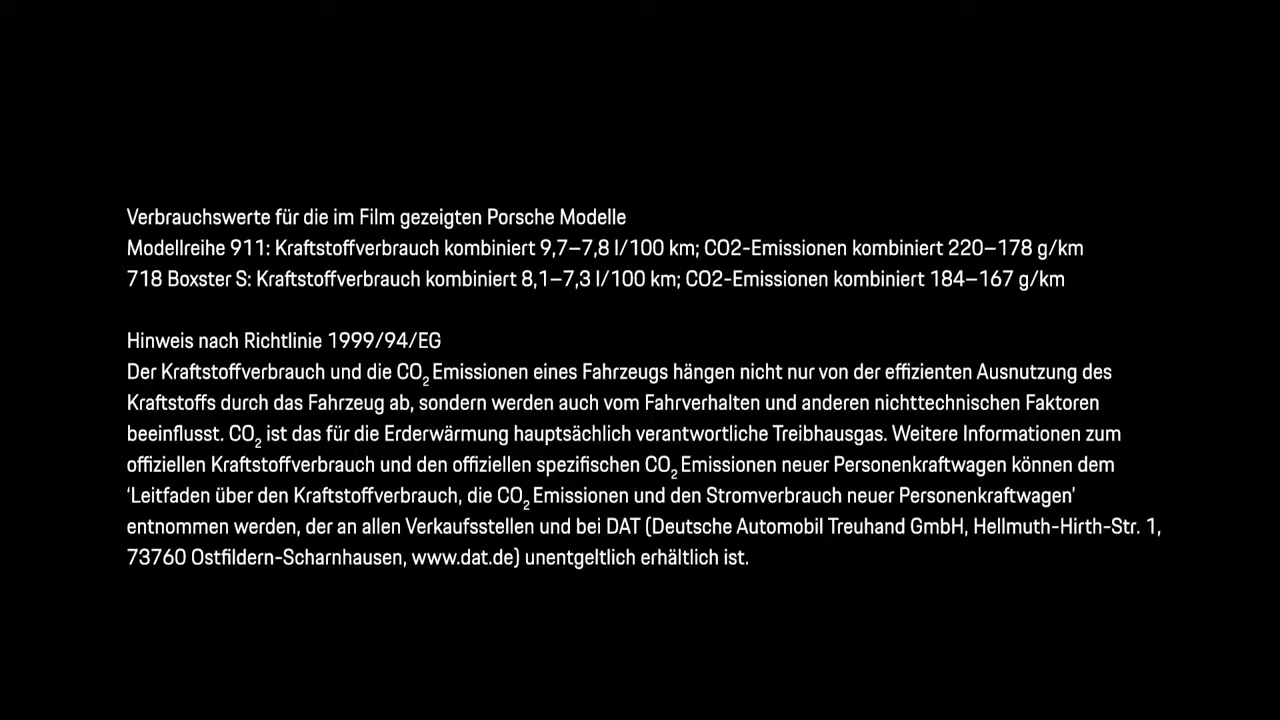 Verbrauchswerte für die im Film gezeigten Porsche Modelle
Modellreihe 911: Kraftstoffverbrauch kombiniert 9,7–7,8 l/100 km; CO2-Emissionen kombiniert 220–178 g/km
718 Boxster S: Kraftstoffverbrauch kombiniert 8,1–7,3 l/100 km; CO2-Emissionen kombiniert 184–167 g/km
Hinweis nach Richtlinie 1999/94/EG
Der Kraftstoffverbrauch und die CO₂ Emissionen eines Fahrzeugs hängen nicht nur von der effizienten Ausnutzung des
Kraftstoffs durch das Fahrzeug ab, sondern werden auch vom Fahrverhalten und anderen nichttechnischen Faktoren
beeinflusst. CO₂ ist das für die Erderwärmung hauptsächlich verantwortliche Treibhausgas. Weitere Informationen zum
offiziellen Kraftstoffverbrauch und den offiziellen spezifischen CO₂ Emissionen neuer Personenkraftwagen können dem
‘Leitfaden über den Kraftstoffverbrauch, die CO₂ Emissionen und den Stromverbrauch neuer Personenkraftwagen’
entnommen werden, der an allen Verkaufsstellen und bei DAT (Deutsche Automobil Treuhand GmbH, Hellmuth-Hirth-Str. 1,
73760 Ostfildern-Scharnhausen, www.dat.de) unentgeltlich erhältlich ist.